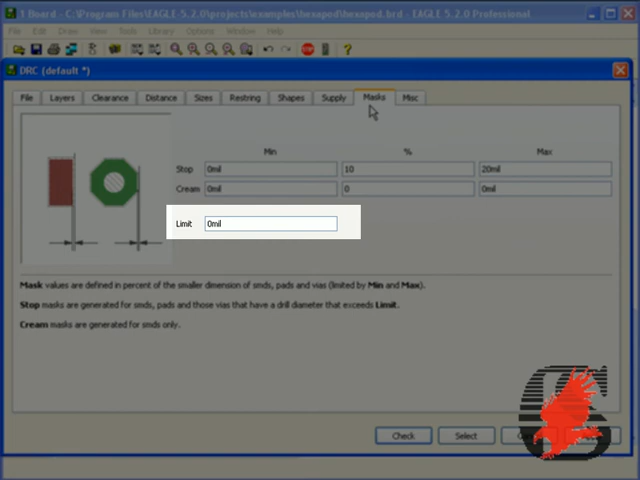 1 Board - C:\Program Files\EAGLE-5.2.0\projects\examples\hexapod\hexapod.brd - EAGLE 5.2.0 Professional
File Edit Draw View Tools Library Options Window Help
DRC (default *)
File Layers Clearance Distance Sizes Restring Shapes Supply Masks Misc
Min % Max
Stop 0mil 10 20mil
Cream 0mil 0 0mil
Limit 0mil
Mask values are defined in percent of the smaller dimension of smds, pads and vias (limited by Min and Max).
Stop masks are generated for smds, pads and those vias that have a drill diameter that exceeds Limit.
Cream masks are generated for smds only.
Check Select